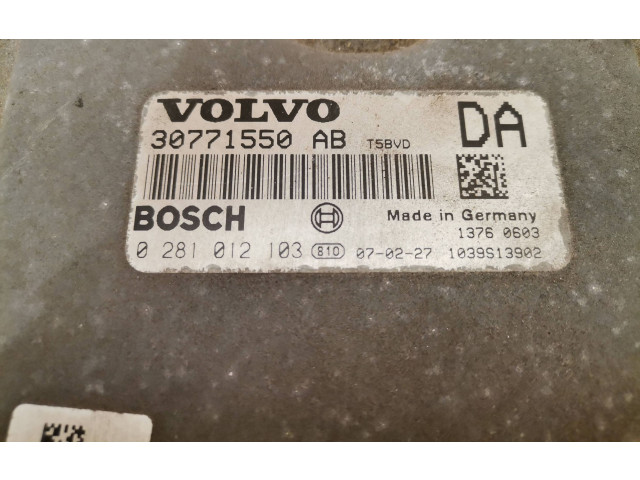 VOLVO
30771550 AB T5BVD
DA
BOSCH
Made in Germany
1376 0603
0 281 012 103 810 07-02-27 1039S13902